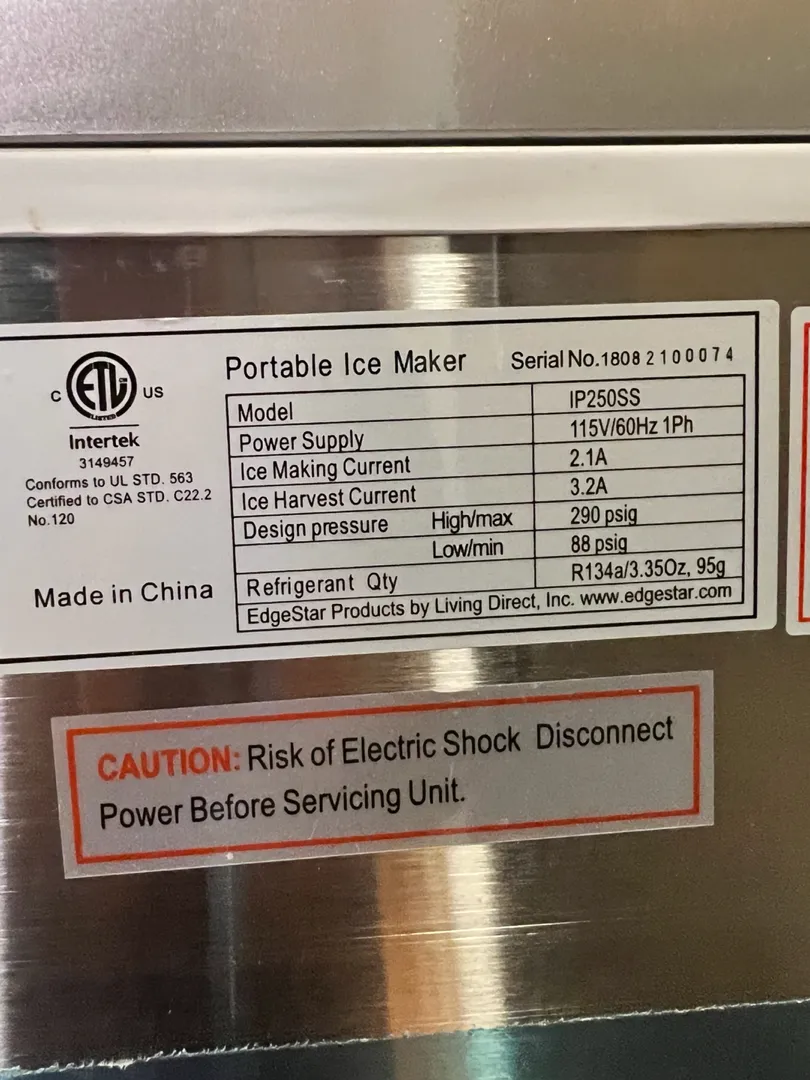 Portable Ice Maker Serial No.18082100074
C ETL CM US
LISTED
Intertek
3149457
Conforms to UL STD. 563
Certified to CSA STD. C22.2
No.120
Made in China
Model IP250SS
Power Supply 115V/60Hz 1Ph
Ice Making Current 2.1A
Ice Harvest Current 3.2A
Design pressure High/max 290 psig
Low/min 88 psig
Refrigerant Qty R134a/3.35Oz, 95g
EdgeStar Products by Living Direct, Inc. www.edgestar.com
CAUTION: Risk of Electric Shock Disconnect
Power Before Servicing Unit.